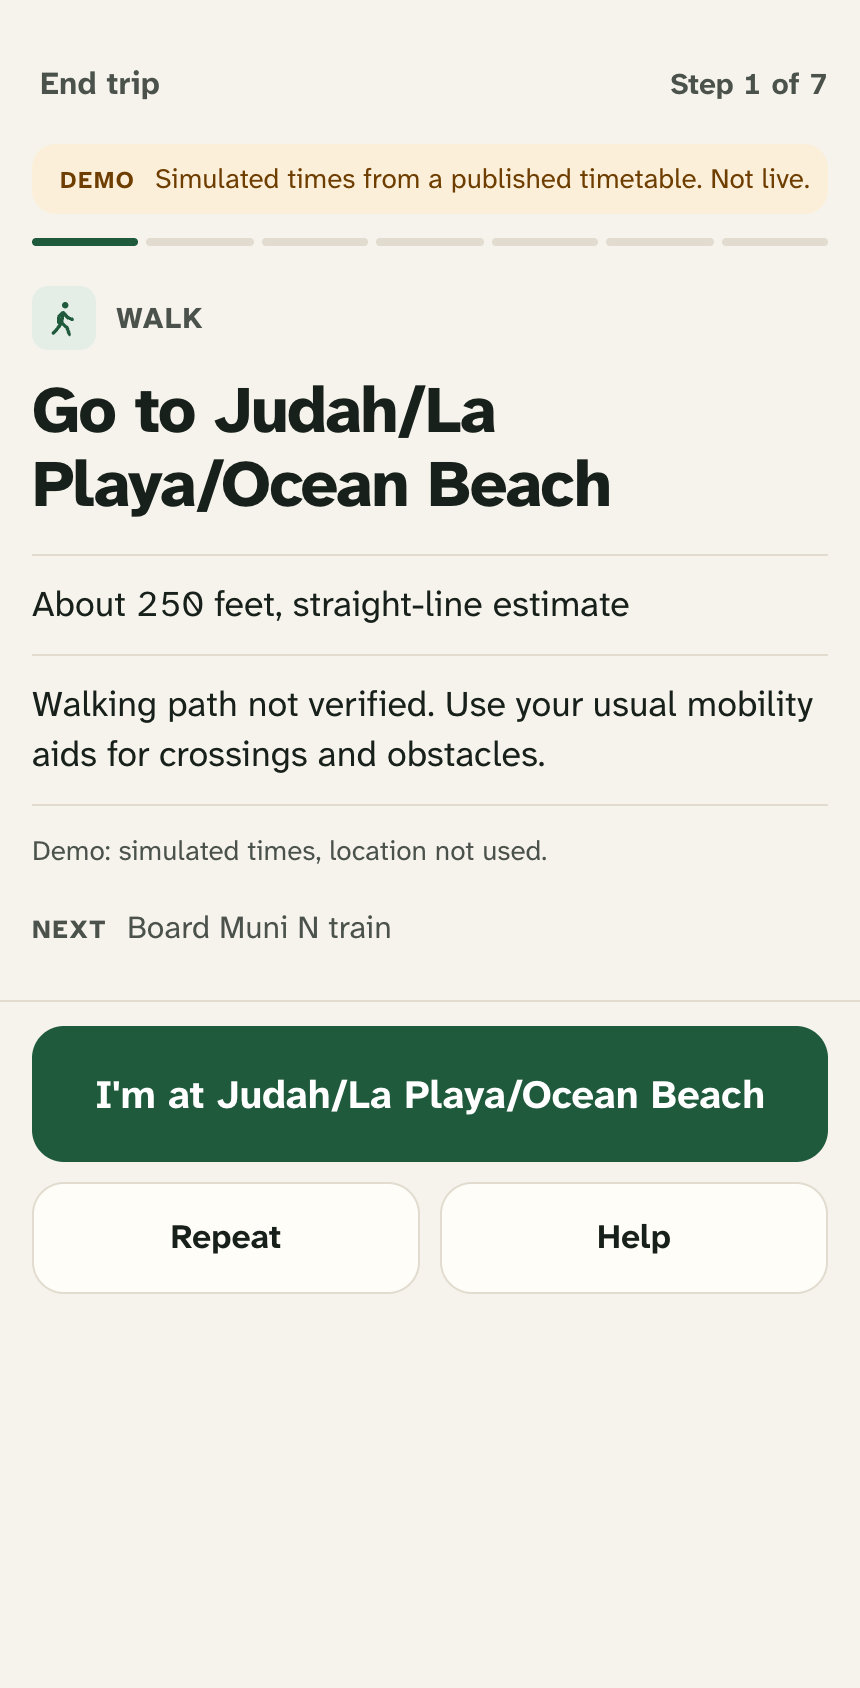 End trip
Step 1 of 7
DEMO Simulated times from a published timetable. Not live.
WALK
Go to Judah/La
Playa/Ocean Beach
About 250 feet, straight-line estimate
Walking path not verified. Use your usual mobility
aids for crossings and obstacles.
Demo: simulated times, location not used.
NEXT Board Muni N train
I'm at Judah/La Playa/Ocean Beach
Repeat
Help